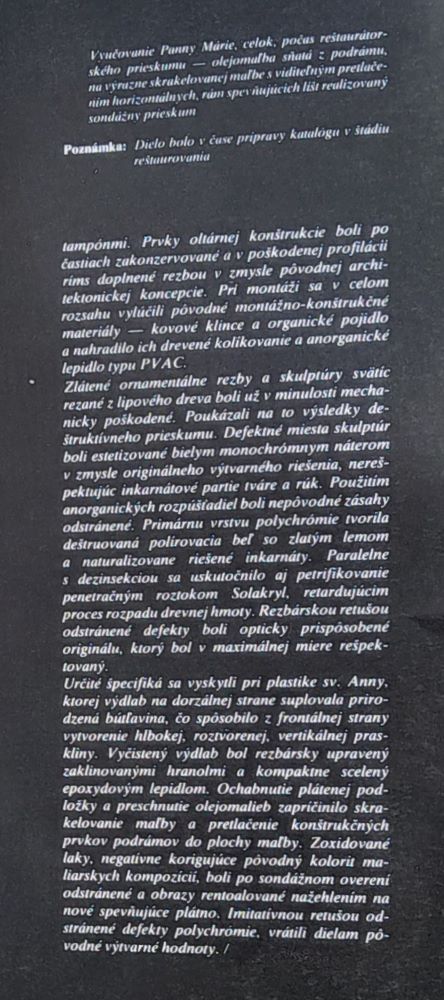 Vyučovanie Panny Márie, celok, počas reštaurátor-
ského prieskumu — olejomaľba sňatá z podrámu,
na výrazne skrakelovanej maľbe s viditeľným pretlače-
ním horizontálnych, rám spevňujúcich líšt realizovaný
sondážny prieskum
Poznámka: Dielo bolo v čase prípravy katalógu v štádiu
reštaurovania
tampónmi. Prvky oltárnej konštrukcie boli po
častiach zakonzervované a v poškodenej profilácii
ríms doplnené rezbou v zmysle pôvodnej archi-
tektonickej koncepcie. Pri montáži sa v celom
rozsahu vylúčili pôvodné montážno-konštrukčné
materiály — kovové klince a organické pojidlo
a nahradilo ich drevené kolíkovanie a anorganické
lepidlo typu PVAC.
Zlátené ornamentálne rezby a skulptúry svätíc
rezané z lipového dreva boli už v minulosti mecha-
nicky poškodené. Poukázali na to výsledky de-
štruktívneho prieskumu. Defektné miesta skulptúr
boli estetizované bielym monochrómnym náterom
v zmysle originálneho výtvarného riešenia, nereš-
pektujúc inkarnátové partie tváre a rúk. Použitím
anorganických rozpúšťadiel boli nepôvodné zásahy
odstránené. Primárnu vrstvu polychrómie tvorila
deštruovaná polirovacia beľ so zlatým lemom
a naturalizovane riešené inkarnáty. Paralelne
s dezinsekciou sa uskutočnilo aj petrifikovanie
penetračným roztokom Solakryl, retardujúcim
proces rozpadu drevnej hmoty. Rezbárskou retušou
odstránené defekty boli opticky prispôsobené
originálu, ktorý bol v maximálnej miere rešpek-
tovaný.
Určité špecifiká sa vyskytli pri plastike sv. Anny,
ktorej výdlab na dorzálnej strane suplovala priro-
dzená bútľavina, čo spôsobilo z frontálnej strany
vytvorenie hlbokej, roztvorenej, vertikálnej pras-
kliny. Vyčistený výdlab bol rezbársky upravený
zaklinovanými hranolmi a kompaktne scelený
epoxydovým lepidlom. Ochabnutie plátenej pod-
ložky a preschnutie olejomalieb zapríčinilo skra-
kelovanie maľby a pretlačenie konštrukčných
prvkov podrámov do plochy maľby. Zoxidované
laky, negatívne korigujúce pôvodný kolorit ma-
liarskych kompozícií, boli po sondážnom overení
odstránené a obrazy rentoalované nažehlením na
nové spevňujúce plátno. Imitatívnou retušou od-
stránené defekty polychrómie, vrátili dielam pô-
vodné výtvarné hodnoty. /